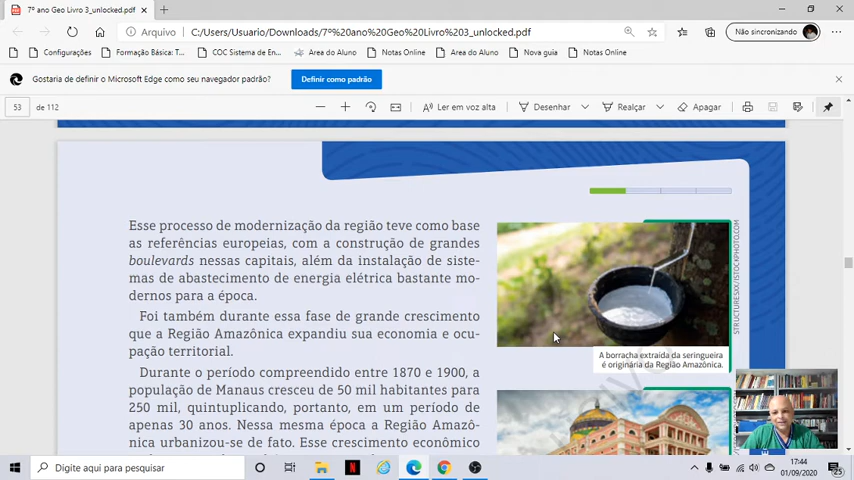 7º ano Geo Livro 3_unlocked.pdf
Arquivo
C:/Users/Usuario/Downloads/7º%20ano%20Geo%20Livro%203_unlocked.pdf
Não sincronizando
Configurações
Formação Básica: T...
COC Sistema de En...
Area do Aluno
Notas Online
Area do Aluno
Nova guia
Notas Online
Gostaria de definir o Microsoft Edge como seu navegador padrão?
Definir como padrão
53
de 112
Ler em voz alta
Desenhar
Realçar
Apagar
Esse processo de modernização da região teve como base
as referências europeias, com a construção de grandes
boulevards nessas capitais, além da instalação de siste-
mas de abastecimento de energia elétrica bastante mo-
dernos para a época.
Foi também durante essa fase de grande crescimento
que a Região Amazônica expandiu sua economia e ocu-
pação territorial.
Durante o período compreendido entre 1870 e 1900, a
população de Manaus cresceu de 50 mil habitantes para
250 mil, quintuplicando, portanto, em um período de
apenas 30 anos. Nessa mesma época a Região Amazô-
nica urbanizou-se de fato. Esse crescimento econômico
STRUCTURESXX/ISTOCKPHOTO.COM
A borracha extraída da seringueira
é originária da Região Amazônica.
Digite aqui para pesquisar
17:44
01/09/2020
25